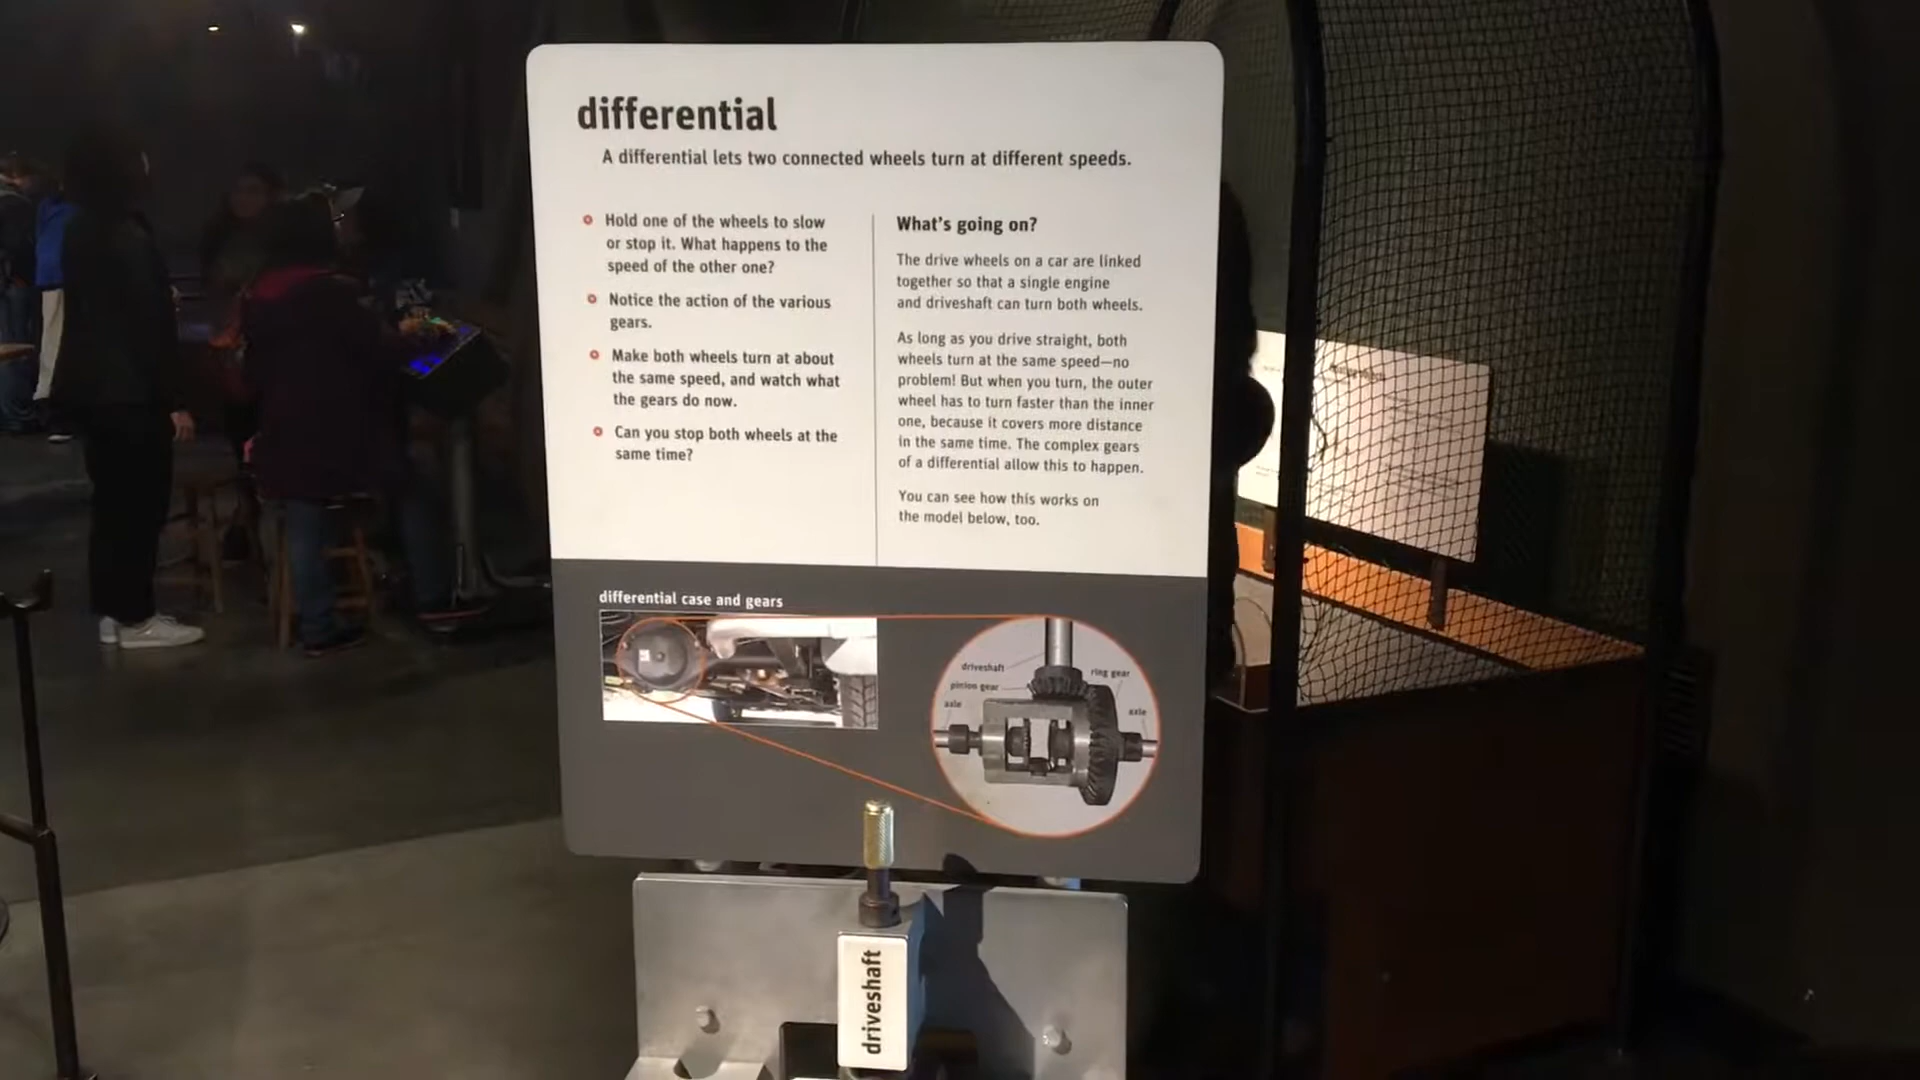 differential
A differential lets two connected wheels turn at different speeds.
Hold one of the wheels to slow
or stop it. What happens to the
speed of the other one?
Notice the action of the various
gears.
Make both wheels turn at about
the same speed, and watch what
the gears do now.
Can you stop both wheels at the
same time?
What's going on?
The drive wheels on a car are linked
together so that a single engine
and driveshaft can turn both wheels.
As long as you drive straight, both
wheels turn at the same speed—no
problem! But when you turn, the outer
wheel has to turn faster than the inner
one, because it covers more distance
in the same time. The complex gears
of a differential allow this to happen.
You can see how this works on
the model below, too.
differential case and gears
driveshaft
ring gear
pinion gear
axle
axle
driveshaft